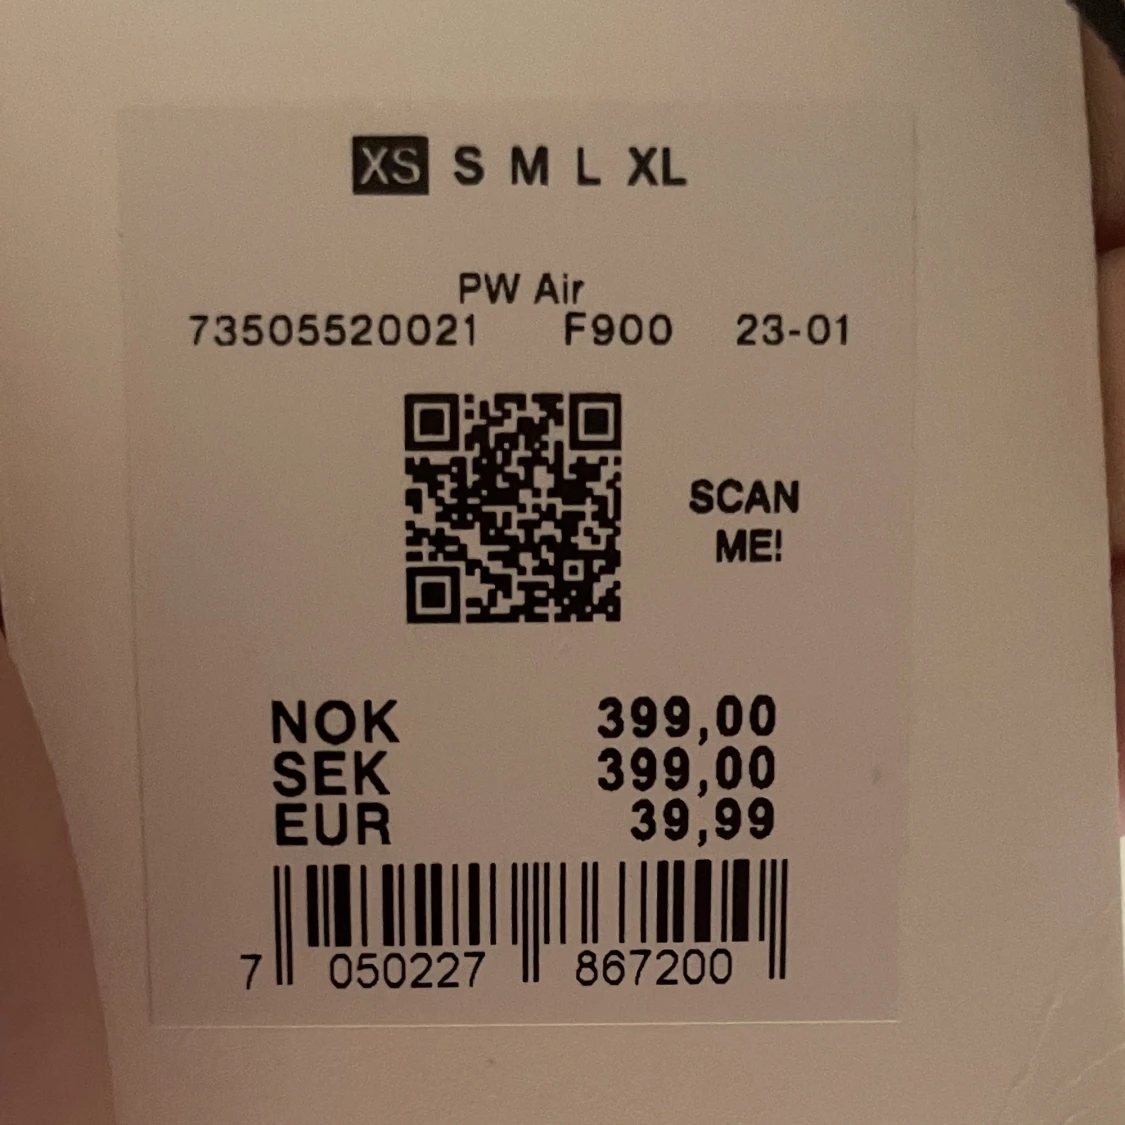 XS S M L XL
PW Air
73505520021 F900 23-01
SCAN
ME!
NOK 399,00
SEK 399,00
EUR 39,99
7 050227 867200